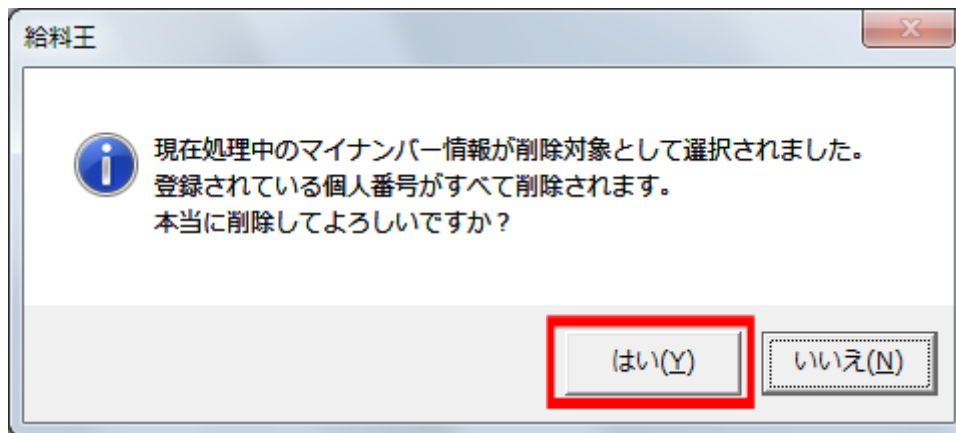 給料王
現在処理中のマイナンバー情報が削除対象として選択されました。
登録されている個人番号がすべて削除されます。
本当に削除してよろしいですか？
はい(Y) いいえ(N)